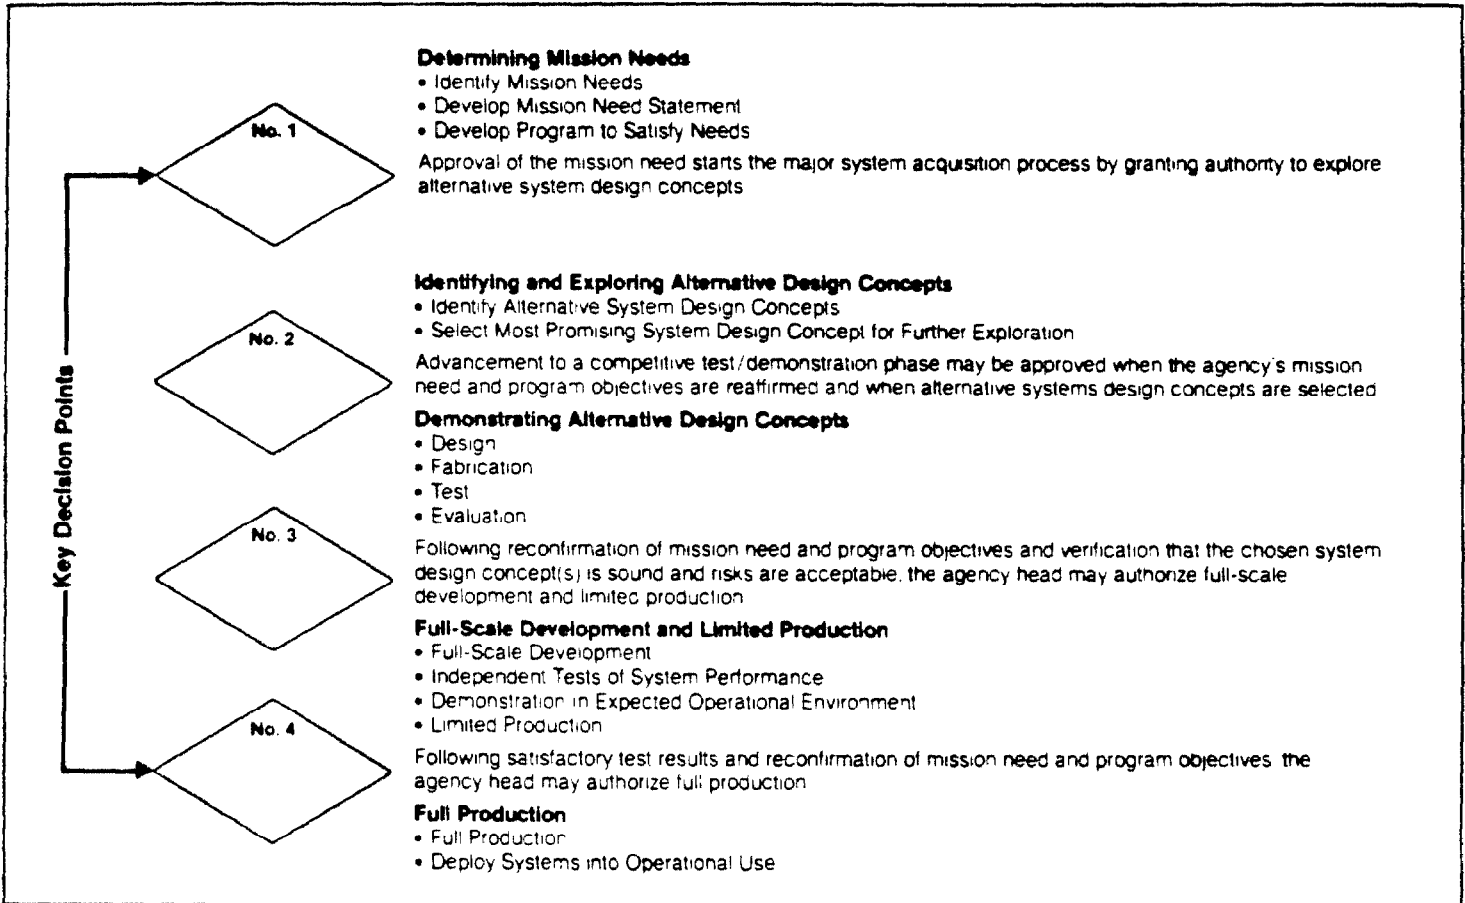 Determining Mission Needs
• Identify Mission Needs
• Develop Mission Need Statement
• Develop Program to Satisfy Needs
No. 1
Approval of the mission need starts the major system acquisition process by granting authority to explore
alternative system design concepts
Identifying and Exploring Alternative Design Concepts
• Identify Alternative System Design Concepts
• Select Most Promising System Design Concept for Further Exploration
No. 2
Advancement to a competitive test/demonstration phase may be approved when the agency's mission
need and program objectives are reaffirmed and when alternative systems design concepts are selected
Key Decision Points
Demonstrating Alternative Design Concepts
• Design
• Fabrication
• Test
• Evaluation
No. 3
Following reconfirmation of mission need and program objectives and verification that the chosen system
design concept(s) is sound and risks are acceptable, the agency head may authorize full-scale
development and limited production
Full-Scale Development and Limited Production
• Full-Scale Development
• Independent Tests of System Performance
• Demonstration in Expected Operational Environment
• Limited Production
No. 4
Following satisfactory test results and reconfirmation of mission need and program objectives the
agency head may authorize full production
Full Production
• Full Production
• Deploy Systems into Operational Use